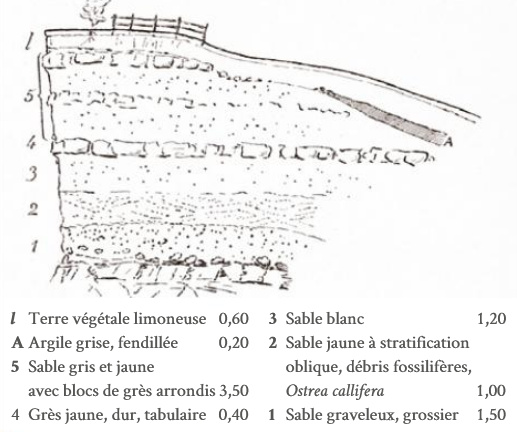 l
5
4
3
2
1
A
l Terre végétale limoneuse 0,60
A Argile grise, fendillée 0,20
5 Sable gris et jaune
avec blocs de grès arrondis 3,50
4 Grès jaune, dur, tabulaire 0,40
3 Sable blanc 1,20
2 Sable jaune à stratification
oblique, débris fossilifères,
Ostrea callifera 1,00
1 Sable graveleux, grossier 1,50